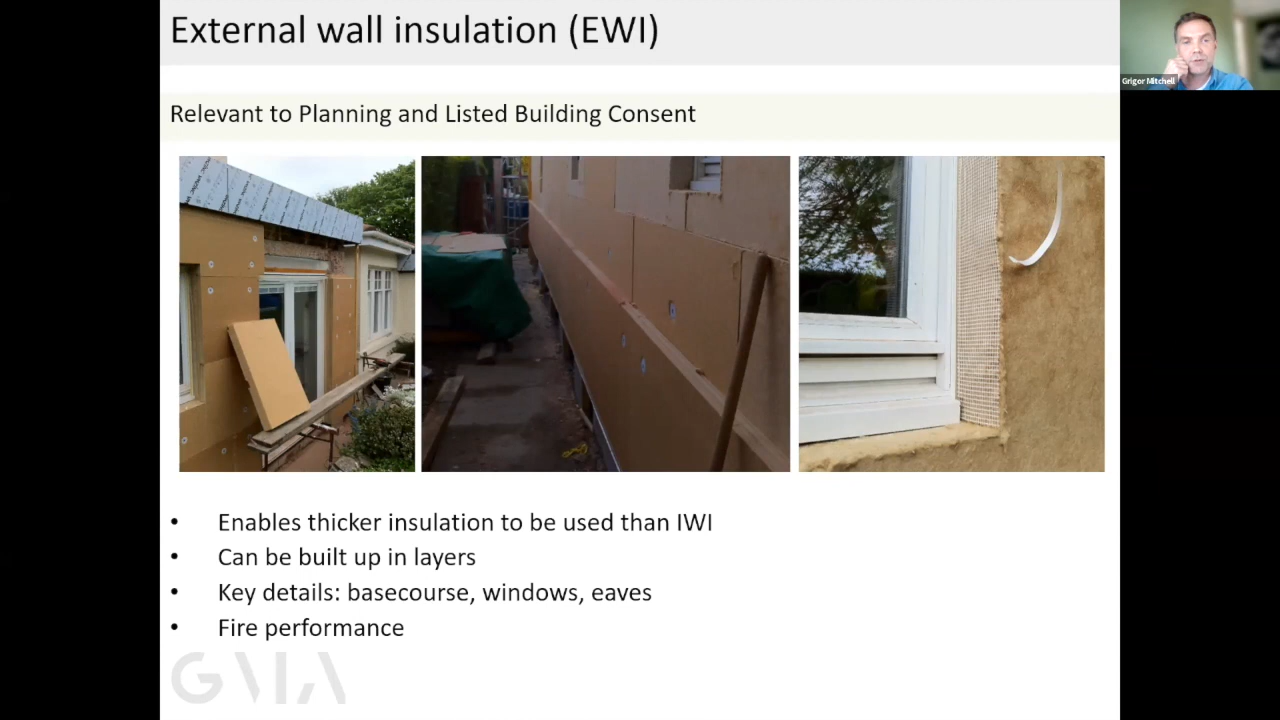 External wall insulation (EWI)
Grigor Mitchell
Relevant to Planning and Listed Building Consent
• Enables thicker insulation to be used than IWI
• Can be built up in layers
• Key details: basecourse, windows, eaves
• Fire performance
GAIA